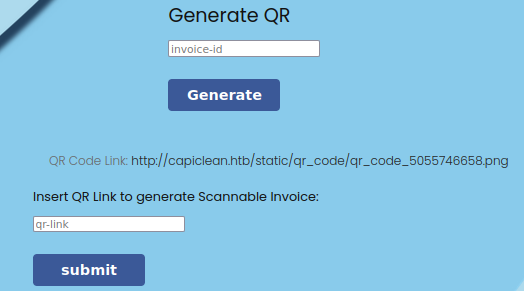 Generate QR
invoice-id
Generate
QR Code Link: http://capiclean.htb/static/qr_code/qr_code_5055746658.png
Insert QR Link to generate Scannable Invoice:
qr-link
submit